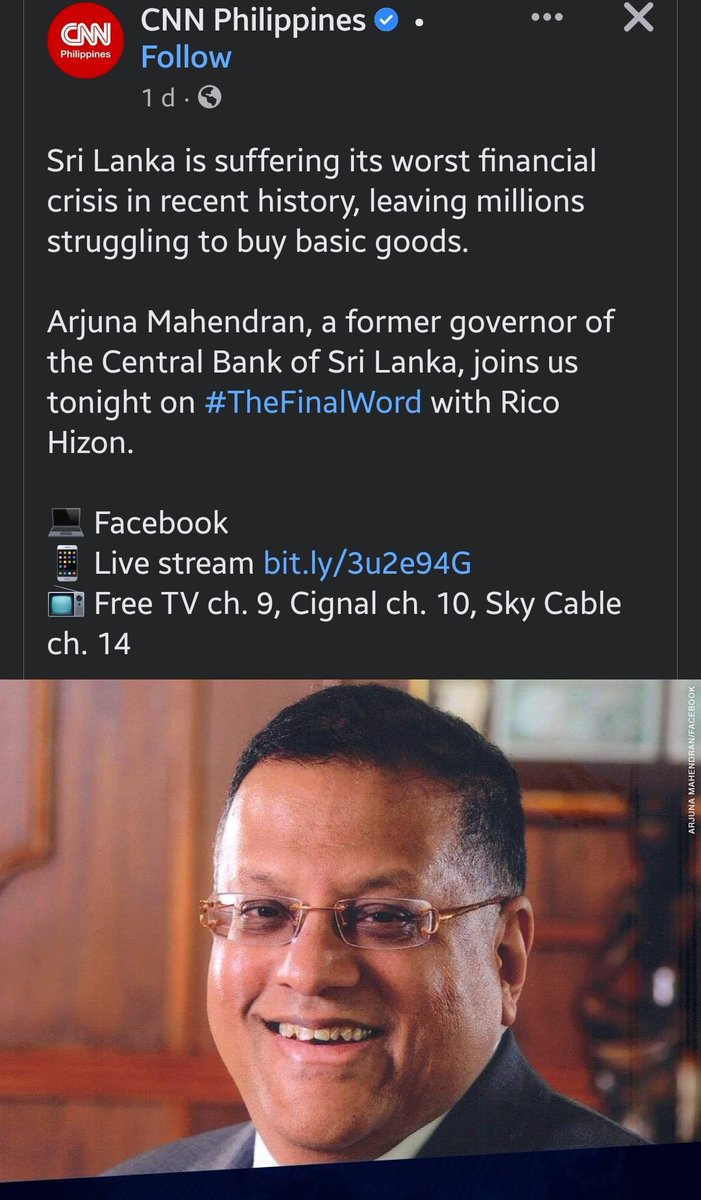 CNN Philippines
CNN Philippines
Follow
1 d
Sri Lanka is suffering its worst financial
crisis in recent history, leaving millions
struggling to buy basic goods.
Arjuna Mahendran, a former governor of
the Central Bank of Sri Lanka, joins us
tonight on #TheFinalWord with Rico
Hizon.
Facebook
Live stream bit.ly/3u2e94G
Free TV ch. 9, Cignal ch. 10, Sky Cable
ch. 14
ARJUNA MAHENDRAN/FACEBOOK